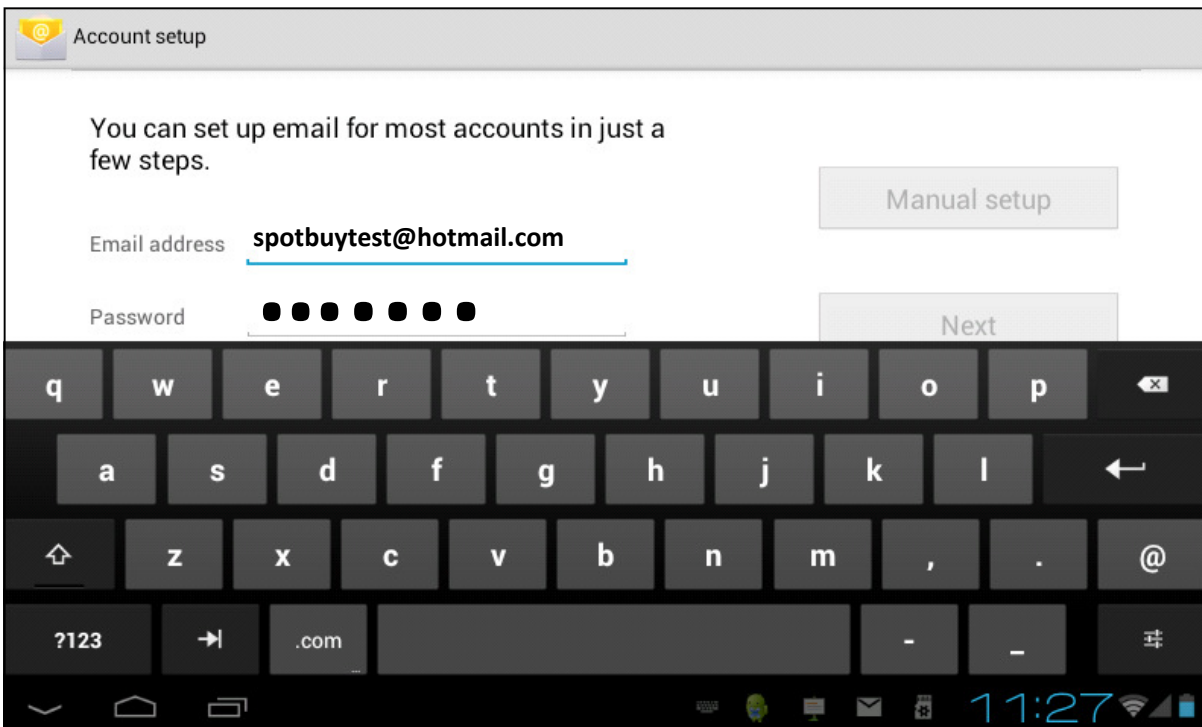 Account setup
You can set up email for most accounts in just a
few steps.
Manual setup
Email address spotbuytest@hotmail.com
Password ●●●●●●●
Next
q w e r t y u i o p
a s d f g h j k l
z x c v b n m , . @
?123 .com - _
11:27